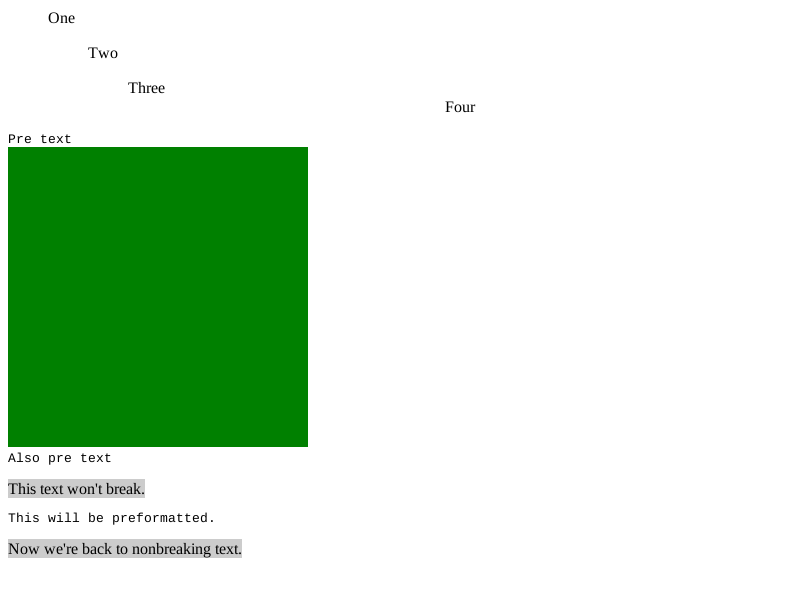 One
Two
Three
Four
Pre text
Also pre text
This text won't break.
This will be preformatted.
Now we're back to nonbreaking text.